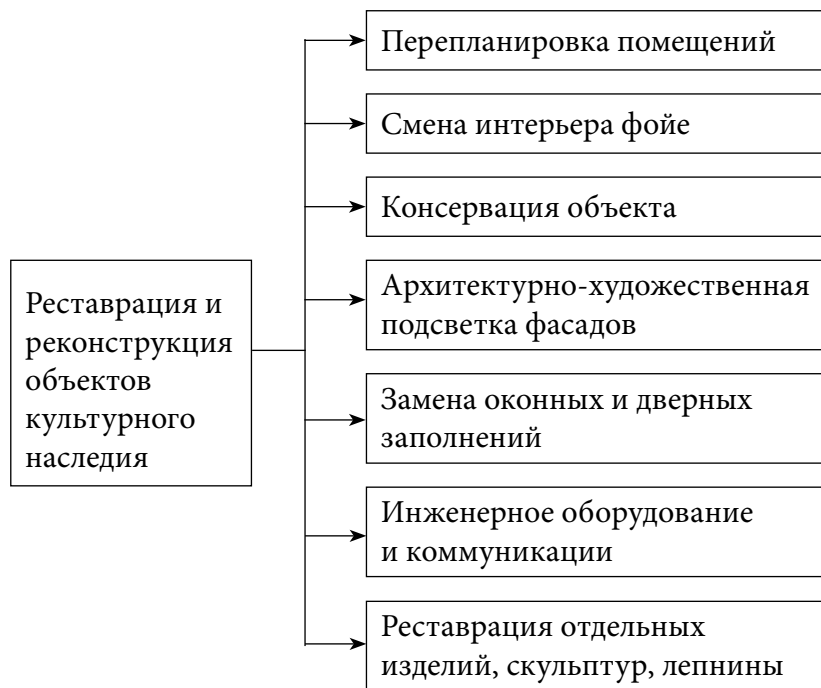 Реставрация и
реконструкция
объектов
культурного
наследия
Перепланировка помещений
Смена интерьера фойе
Консервация объекта
Архитектурно-художественная
подсветка фасадов
Замена оконных и дверных
заполнений
Инженерное оборудование
и коммуникации
Реставрация отдельных
изделий, скульптур, лепнины